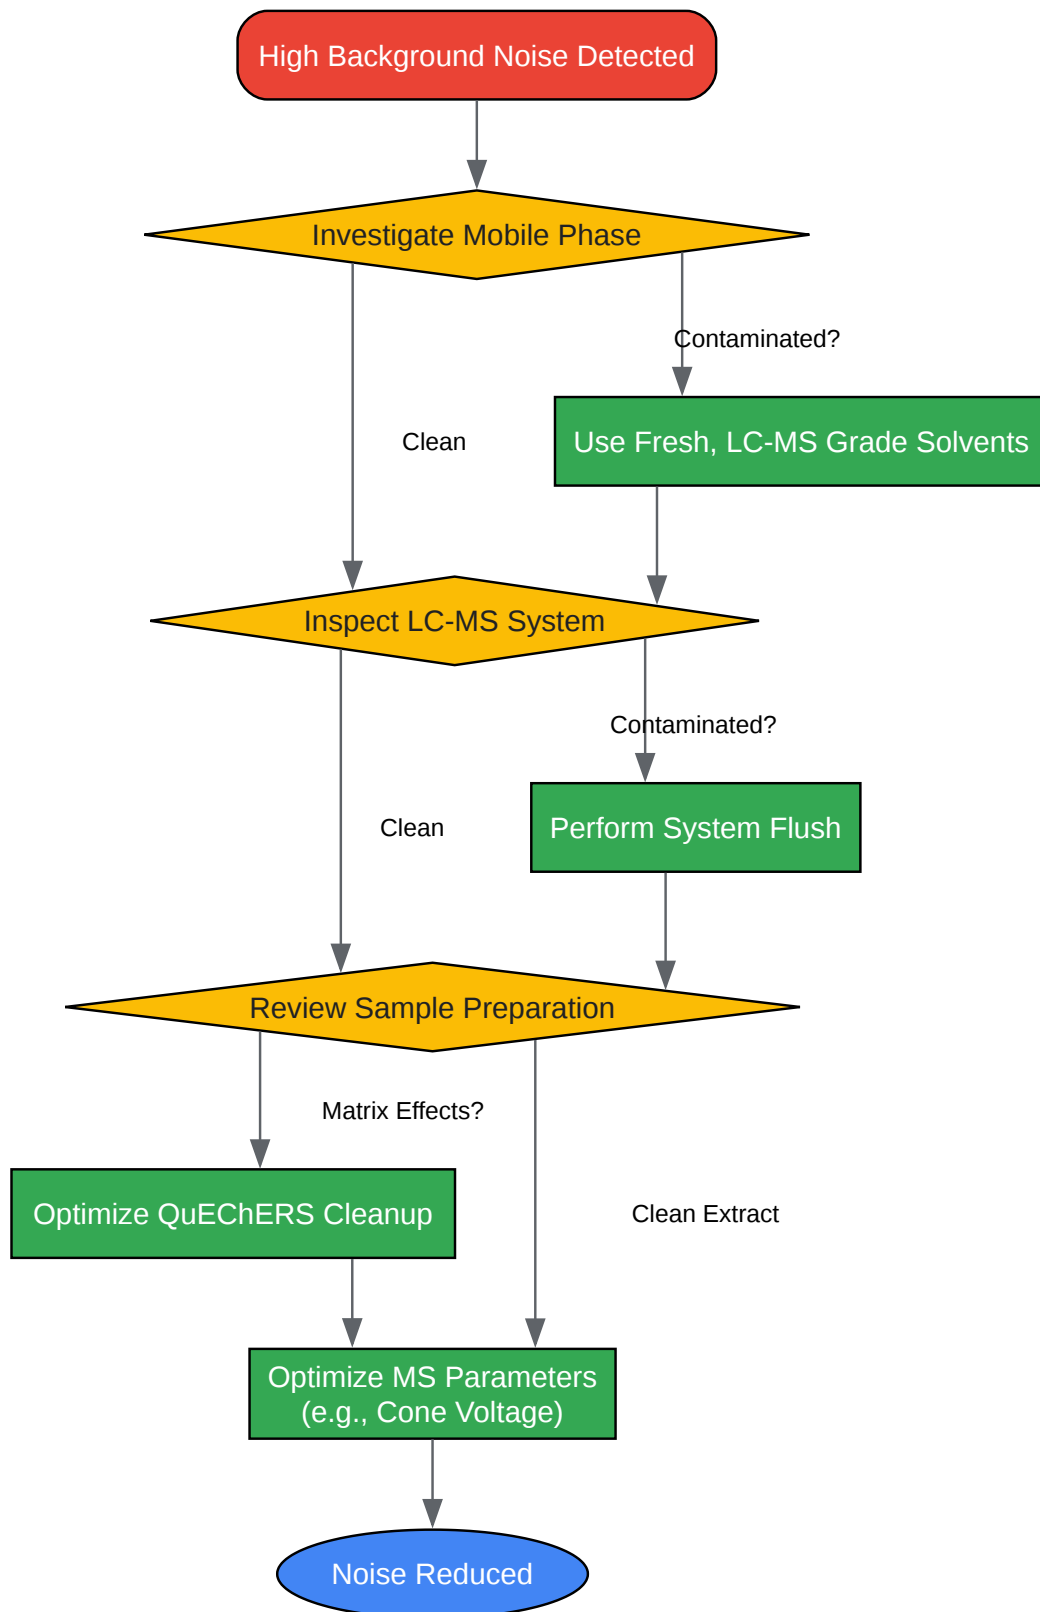 High Background Noise Detected
Investigate Mobile Phase
Contaminated?
Clean
Use Fresh, LC-MS Grade Solvents
Inspect LC-MS System
Contaminated?
Clean
Perform System Flush
Review Sample Preparation
Matrix Effects?
Optimize QuEChERS Cleanup
Clean Extract
Optimize MS Parameters
(e.g., Cone Voltage)
Noise Reduced